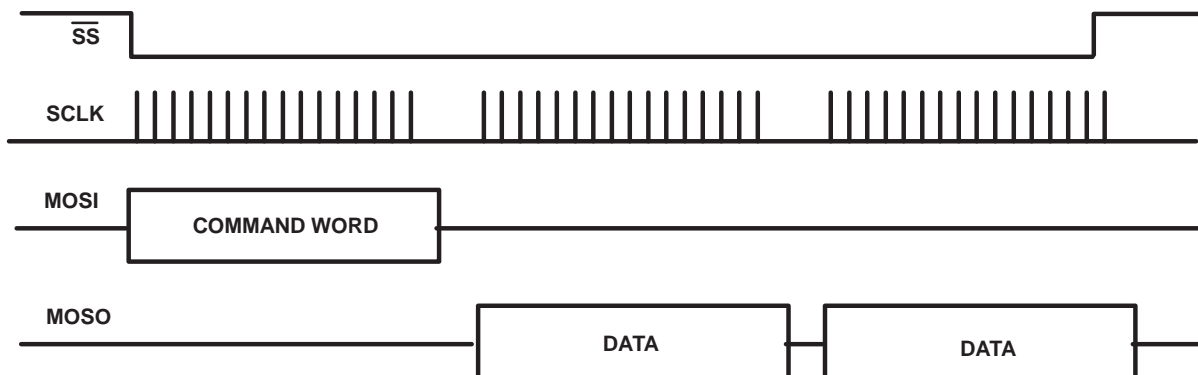 SS
SCLK
MOSI
COMMAND WORD
MOSO
DATA
DATA